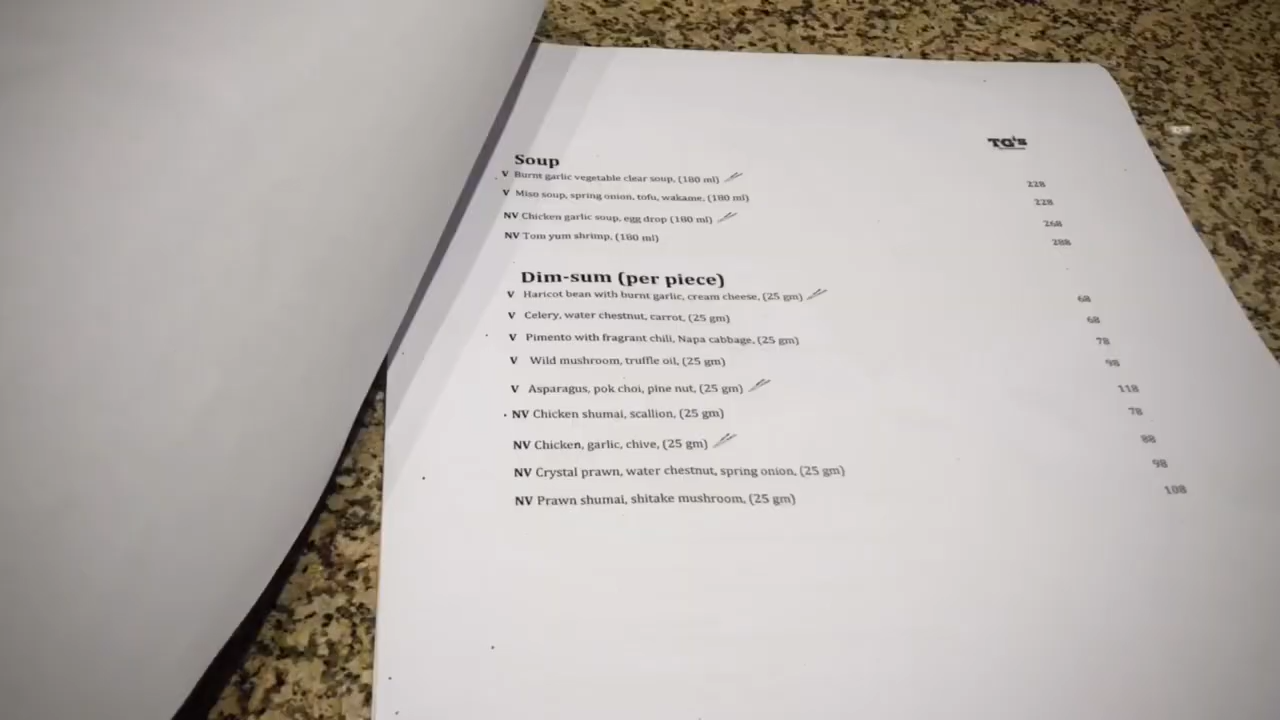 TG's
Soup
V Burnt garlic vegetable clear soup, (180 ml) 228
V Miso soup, spring onion, tofu, wakame, (180 ml) 228
NV Chicken garlic soup, egg drop (180 ml) 268
NV Tom yum shrimp, (180 ml) 288
Dim-sum (per piece)
V Haricot bean with burnt garlic, cream cheese, (25 gm) 68
V Celery, water chestnut, carrot, (25 gm) 68
V Pimento with fragrant chili, Napa cabbage, (25 gm) 78
V Wild mushroom, truffle oil, (25 gm) 98
V Asparagus, pok choi, pine nut, (25 gm) 118
NV Chicken shumai, scallion, (25 gm) 78
NV Chicken, garlic, chive, (25 gm) 88
NV Crystal prawn, water chestnut, spring onion, (25 gm) 98
NV Prawn shumai, shitake mushroom, (25 gm) 108